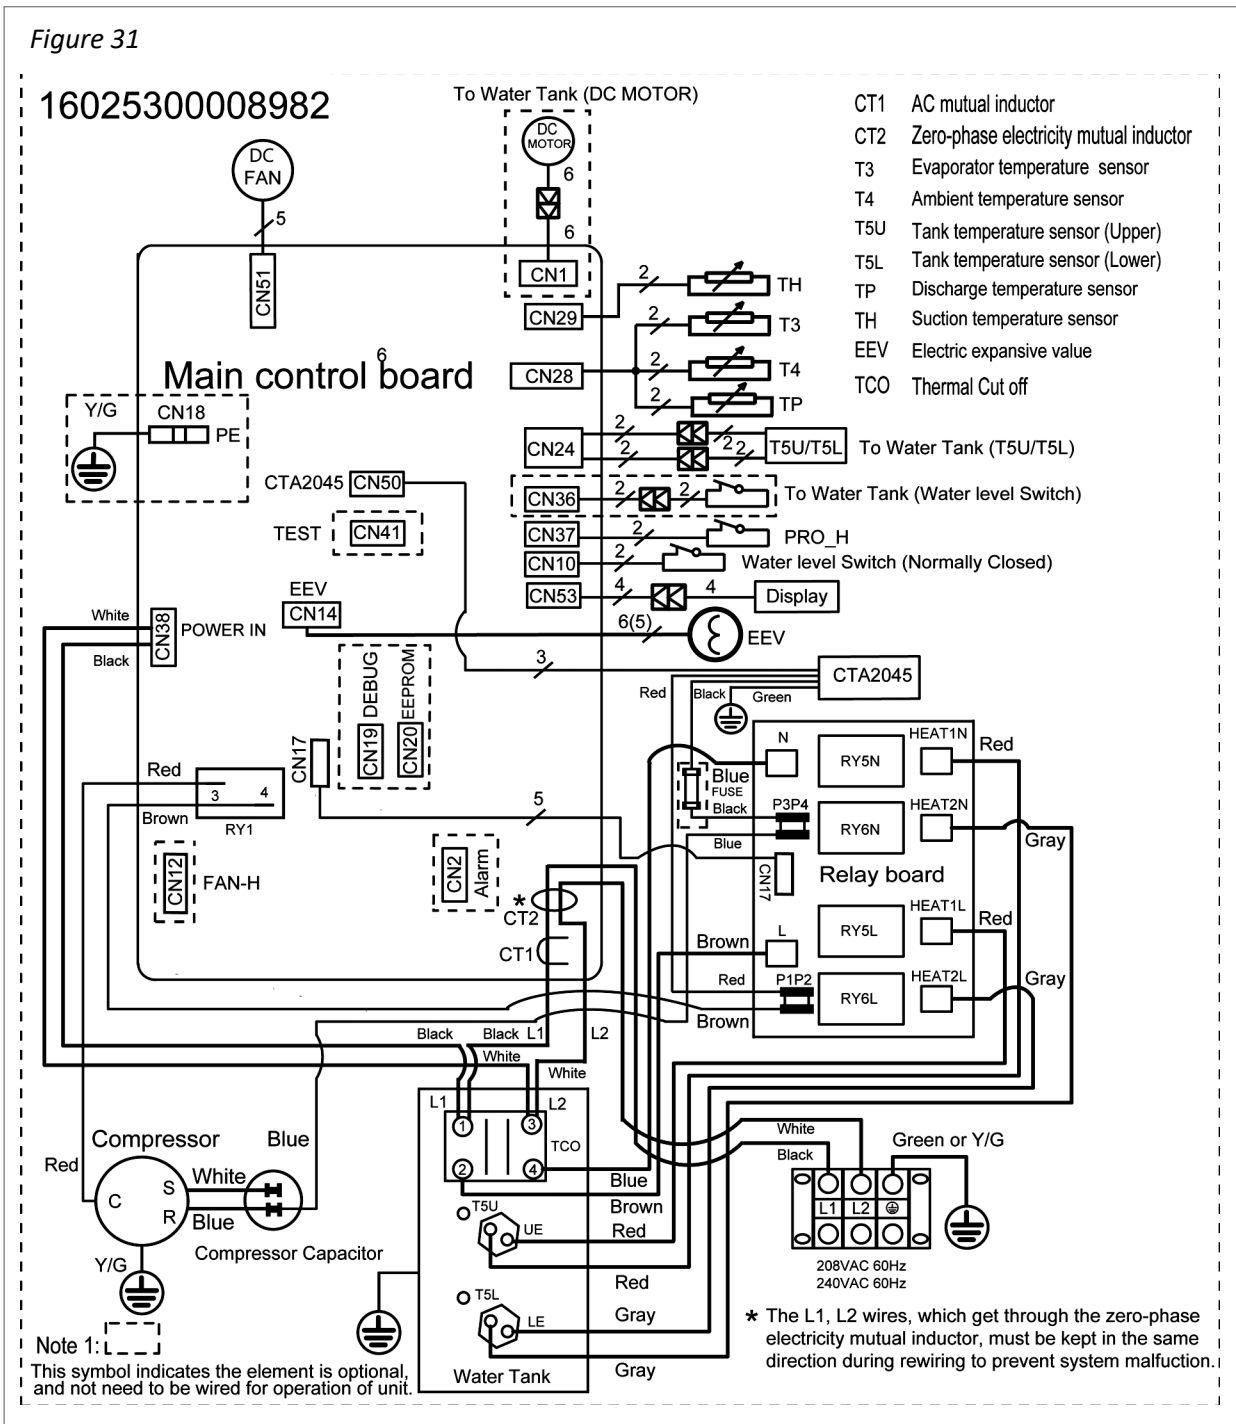 Figure 31
16025300008982
To Water Tank (DC MOTOR)
DC
MOTOR
6
6
CN1
DC
FAN
5
CN51
CT1 AC mutual inductor
CT2 Zero-phase electricity mutual inductor
T3 Evaporator temperature sensor
T4 Ambient temperature sensor
T5U Tank temperature sensor (Upper)
T5L Tank temperature sensor (Lower)
TP Discharge temperature sensor
TH Suction temperature sensor
EEV Electric expansive value
TCO Thermal Cut off
CN29 2 TH
2 T3
6
Main control board
CN28 2 T4
2 TP
Y/G CN18 PE
CN24 2 2 T5U/T5L To Water Tank (T5U/T5L)
2 2
CTA2045 CN50
CN36 2 2 To Water Tank (Water level Switch)
TEST CN41
CN37 2 PRO_H
CN10 2 Water level Switch (Normally Closed)
CN53 4 4 Display
EEV
CN14 6(5) EEV
White
CN38 POWER IN
Black
3
CTA2045
Red Black Green
CN19 DEBUG
CN20 EEPROM
CN17
N RY5N HEAT1N Red
Blue
FUSE
Black
P3P4 RY6N HEAT2N Gray
Blue
Red
3 4
Brown RY1
5
CN17
Relay board
CN12 FAN-H
CN2 Alarm
* CT2
CT1
Brown L RY5L HEAT1L Red
Red P1P2 RY6L HEAT2L Gray
Brown
Black Black L1 L2
White
White
L1 L2
1 3
TCO
2 4
Blue
Brown
White
Black
Green or Y/G
L1 L2
208VAC 60Hz
240VAC 60Hz
Compressor Blue
Red
White
C S
R
Blue
Compressor Capacitor
Y/G
T5U
UE Red
Red
T5L
LE Gray
Gray
Water Tank
Note 1:
This symbol indicates the element is optional,
and not need to be wired for operation of unit.
* The L1, L2 wires, which get through the zero-phase
electricity mutual inductor, must be kept in the same
direction during rewiring to prevent system malfuction.